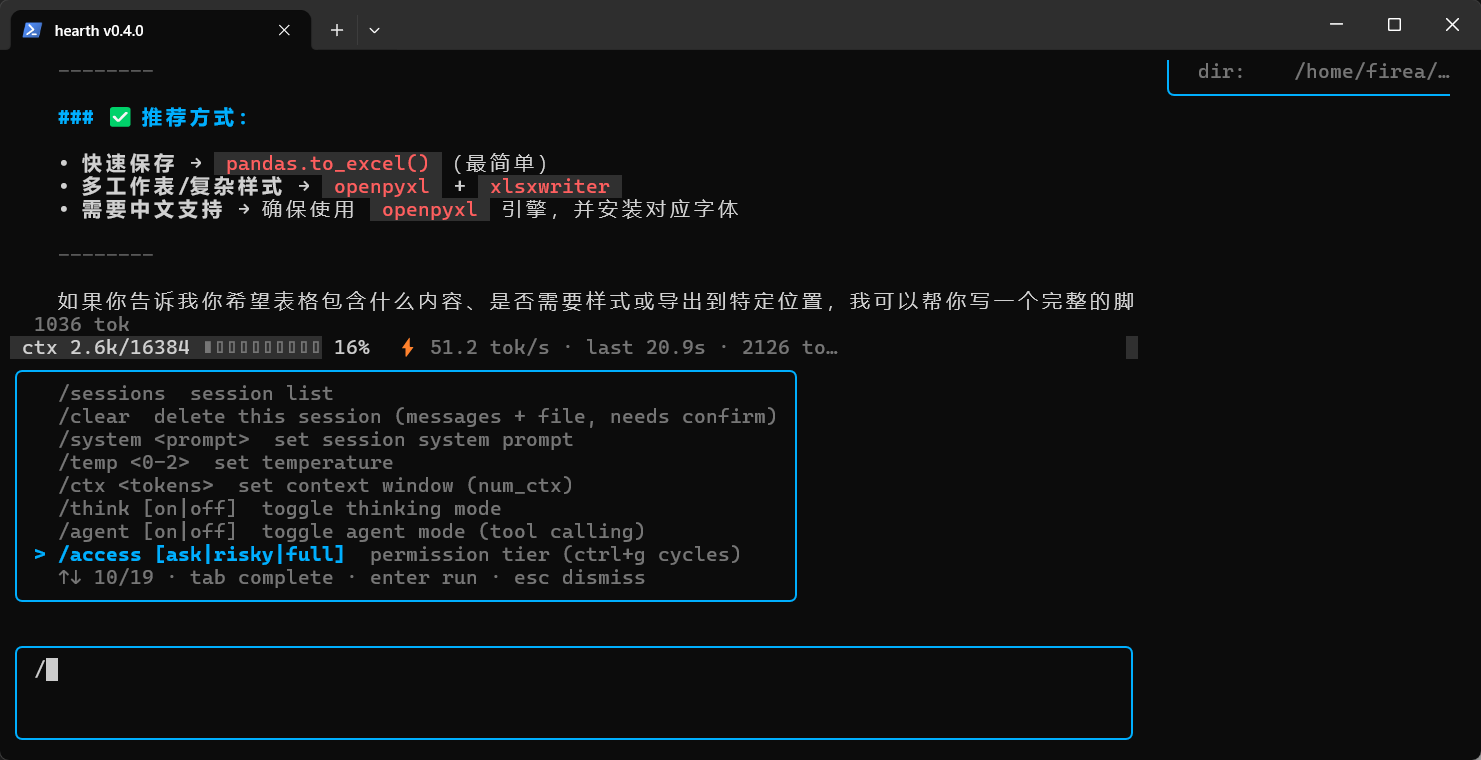 hearth v0.4.0
--------
dir: /home/firea/…
### ✅ 推荐方式:
• 快速保存 → pandas.to_excel() (最简单)
• 多工作表/复杂样式 → openpyxl + xlsxwriter
• 需要中文支持 → 确保使用 openpyxl 引擎，并安装对应字体
--------
如果你告诉我你希望表格包含什么内容、是否需要样式或导出到特定位置，我可以帮你写一个完整的脚
1036 tok
ctx 2.6k/16384 ▮▯▯▯▯▯▯▯▯▯ 16% ⚡ 51.2 tok/s · last 20.9s · 2126 to…
/sessions session list
/clear delete this session (messages + file, needs confirm)
/system <prompt> set session system prompt
/temp <0-2> set temperature
/ctx <tokens> set context window (num_ctx)
/think [on|off] toggle thinking mode
/agent [on|off] toggle agent mode (tool calling)
> /access [ask|risky|full] permission tier (ctrl+g cycles)
↑↓ 10/19 · tab complete · enter run · esc dismiss
/